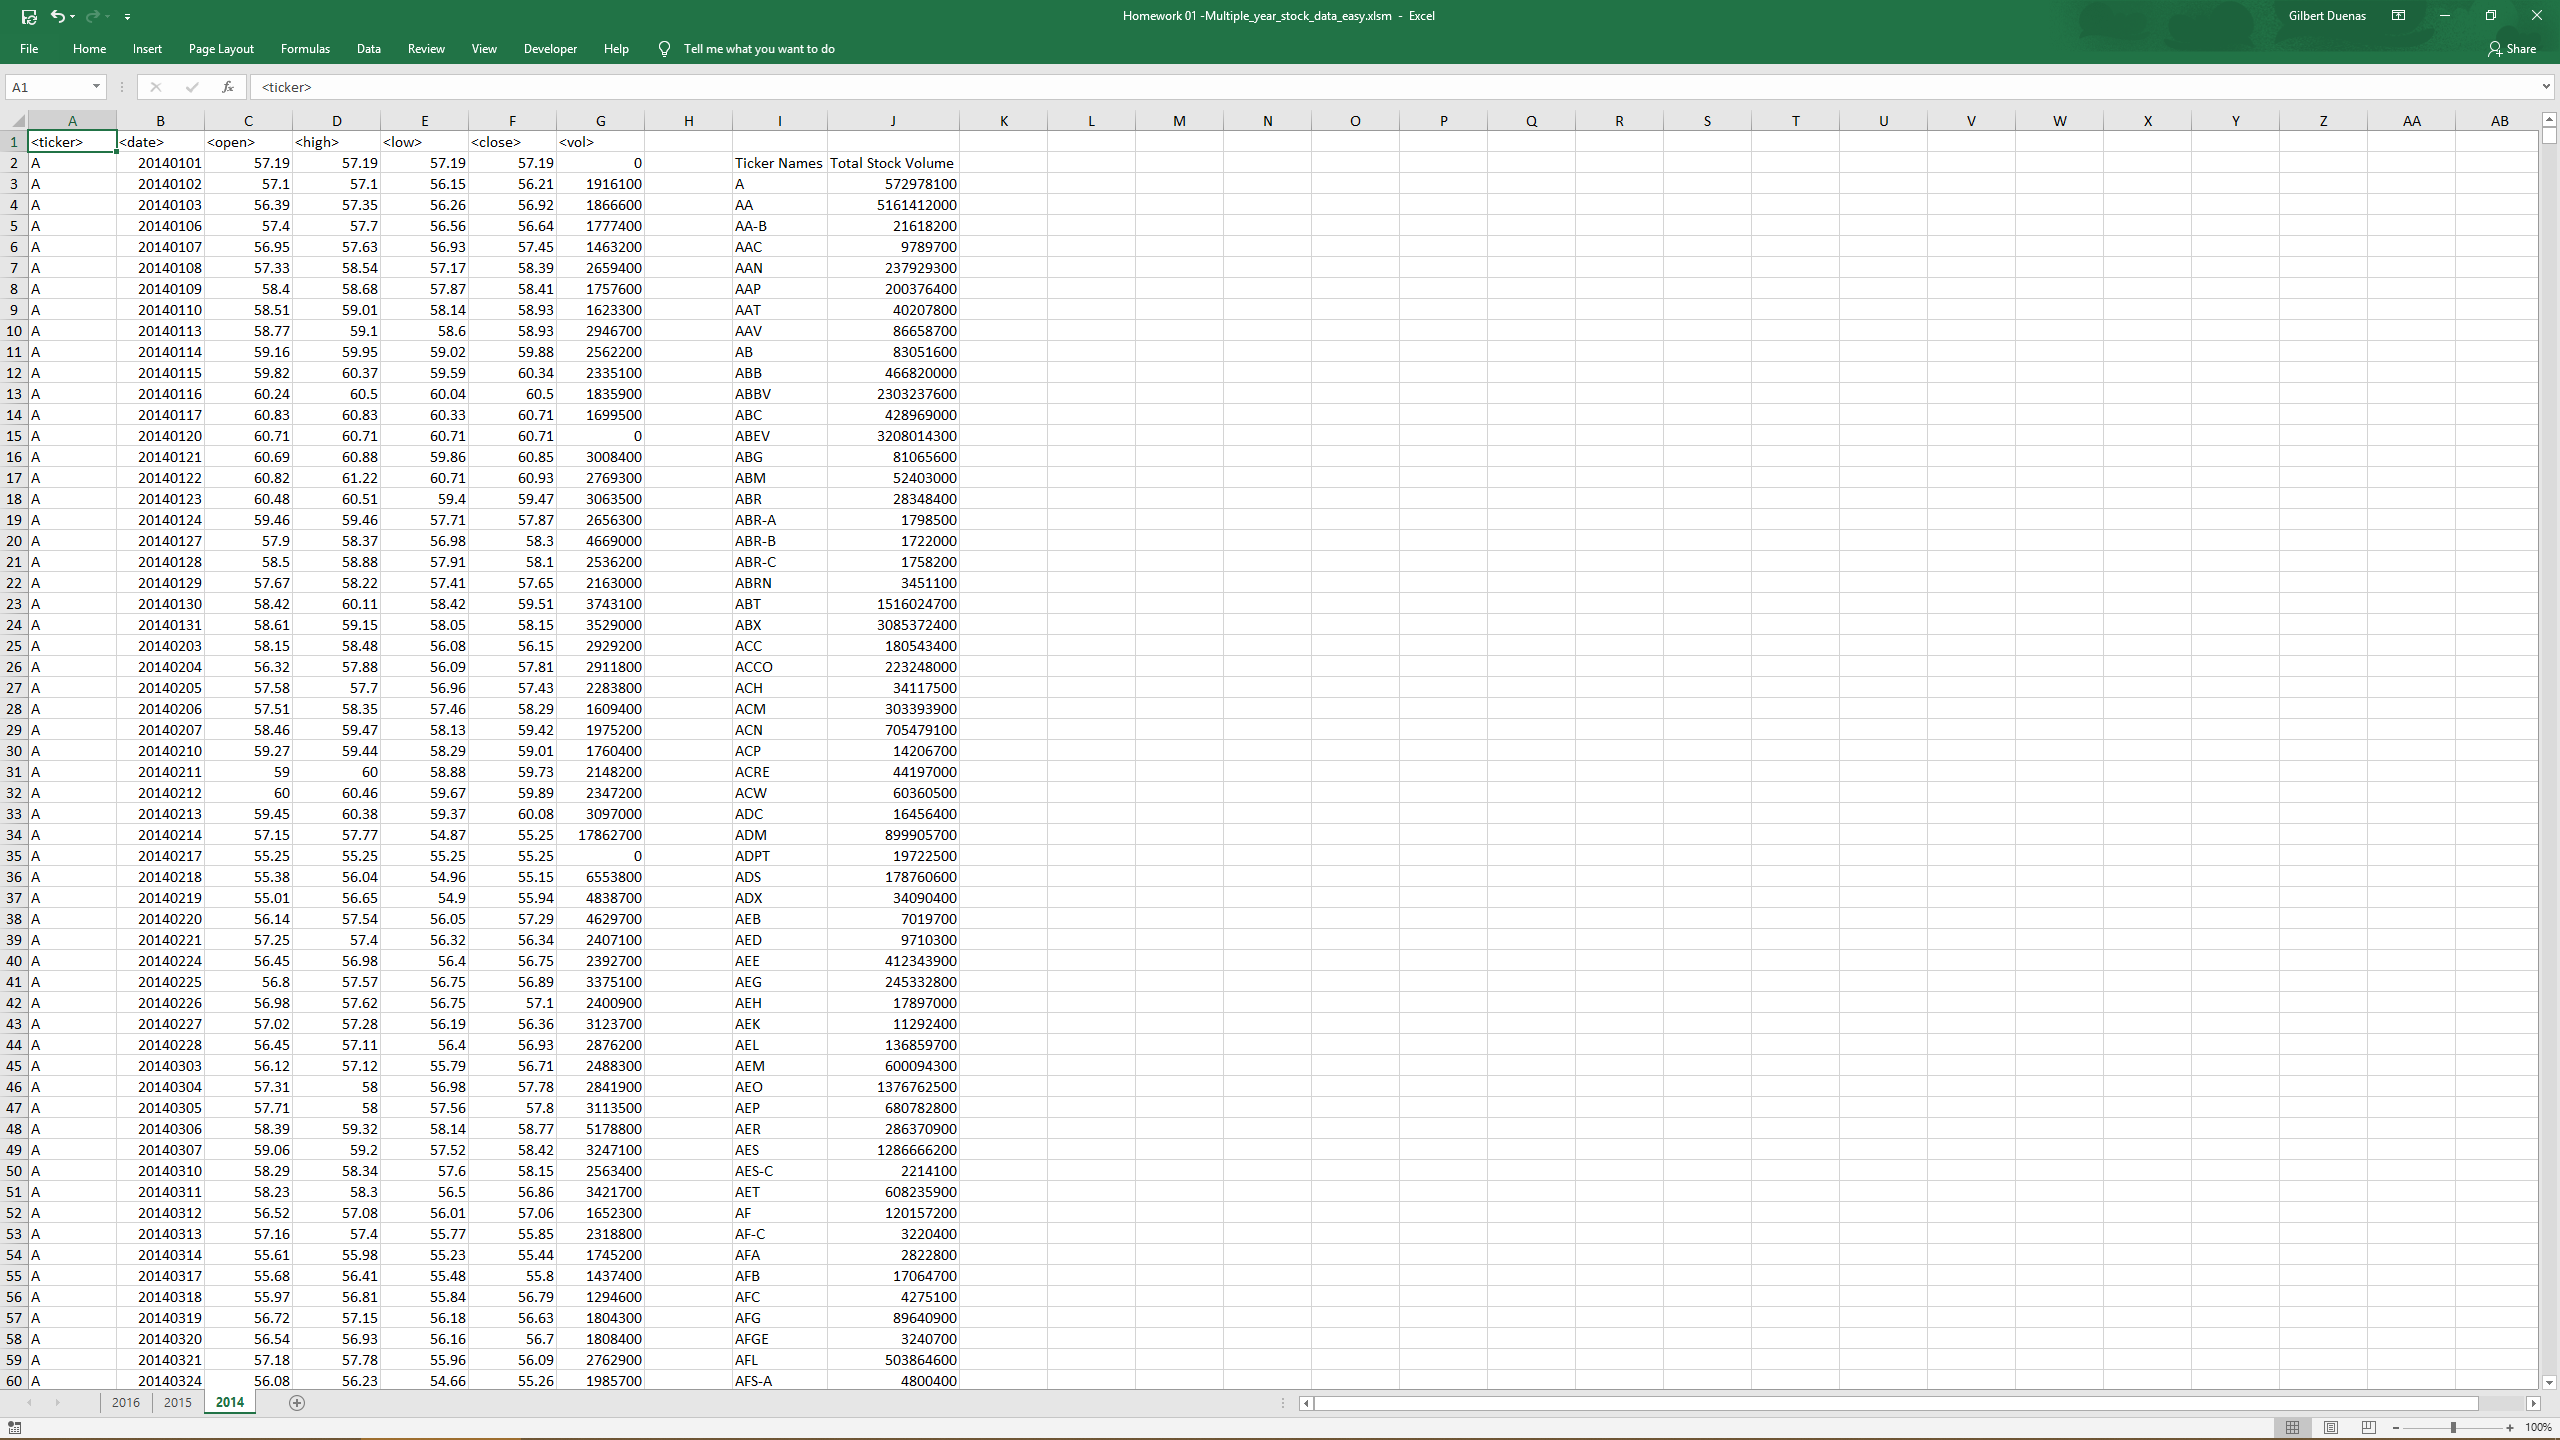 Homework 01 -Multiple_year_stock_data_easy.xlsm - Excel
Gilbert Duenas
File Home Insert Page Layout Formulas Data Review View Developer Help Tell me what you want to do Share
A1 fx <ticker>
A B C D E F G H I J K L M N O P Q R S T U V W X Y Z AA AB
1 <ticker> <date> <open> <high> <low> <close> <vol>
2 A 20140101 57.19 57.19 57.19 57.19 0 Ticker Names Total Stock Volume
3 A 20140102 57.1 57.1 56.15 56.21 1916100 A 572978100
4 A 20140103 56.39 57.35 56.26 56.92 1866600 AA 5161412000
5 A 20140106 57.4 57.7 56.56 56.64 1777400 AA-B 21618200
6 A 20140107 56.95 57.63 56.93 57.45 1463200 AAC 9789700
7 A 20140108 57.33 58.54 57.17 58.39 2659400 AAN 237929300
8 A 20140109 58.4 58.68 57.87 58.41 1757600 AAP 200376400
9 A 20140110 58.51 59.01 58.14 58.93 1623300 AAT 40207800
10 A 20140113 58.77 59.1 58.6 58.93 2946700 AAV 86658700
11 A 20140114 59.16 59.95 59.02 59.88 2562200 AB 83051600
12 A 20140115 59.82 60.37 59.59 60.34 2335100 ABB 466820000
13 A 20140116 60.24 60.5 60.04 60.5 1835900 ABBV 2303237600
14 A 20140117 60.83 60.83 60.33 60.71 1699500 ABC 428969000
15 A 20140120 60.71 60.71 60.71 60.71 0 ABEV 3208014300
16 A 20140121 60.69 60.88 59.86 60.85 3008400 ABG 81065600
17 A 20140122 60.82 61.22 60.71 60.93 2769300 ABM 52403000
18 A 20140123 60.48 60.51 59.4 59.47 3063500 ABR 28348400
19 A 20140124 59.46 59.46 57.71 57.87 2656300 ABR-A 1798500
20 A 20140127 57.9 58.37 56.98 58.3 4669000 ABR-B 1722000
21 A 20140128 58.5 58.88 57.91 58.1 2536200 ABR-C 1758200
22 A 20140129 57.67 58.22 57.41 57.65 2163000 ABRN 3451100
23 A 20140130 58.42 60.11 58.42 59.51 3743100 ABT 1516024700
24 A 20140131 58.61 59.15 58.05 58.15 3529000 ABX 3085372400
25 A 20140203 58.15 58.48 56.08 56.15 2929200 ACC 180543400
26 A 20140204 56.32 57.88 56.09 57.81 2911800 ACCO 223248000
27 A 20140205 57.58 57.7 56.96 57.43 2283800 ACH 34117500
28 A 20140206 57.51 58.35 57.46 58.29 1609400 ACM 303393900
29 A 20140207 58.46 59.47 58.13 59.42 1975200 ACN 705479100
30 A 20140210 59.27 59.44 58.29 59.01 1760400 ACP 14206700
31 A 20140211 59 60 58.88 59.73 2148200 ACRE 44197000
32 A 20140212 60 60.46 59.67 59.89 2347200 ACW 60360500
33 A 20140213 59.45 60.38 59.37 60.08 3097000 ADC 16456400
34 A 20140214 57.15 57.77 54.87 55.25 17862700 ADM 899905700
35 A 20140217 55.25 55.25 55.25 55.25 0 ADPT 19722500
36 A 20140218 55.38 56.04 54.96 55.15 6553800 ADS 178760600
37 A 20140219 55.01 56.65 54.9 55.94 4838700 ADX 34090400
38 A 20140220 56.14 57.54 56.05 57.29 4629700 AEB 7019700
39 A 20140221 57.25 57.4 56.32 56.34 2407100 AED 9710300
40 A 20140224 56.45 56.98 56.4 56.75 2392700 AEE 412343900
41 A 20140225 56.8 57.57 56.75 56.89 3375100 AEG 245332800
42 A 20140226 56.98 57.62 56.75 57.1 2400900 AEH 17897000
43 A 20140227 57.02 57.28 56.19 56.36 3123700 AEK 11292400
44 A 20140228 56.45 57.11 56.4 56.93 2876200 AEL 136859700
45 A 20140303 56.12 57.12 55.79 56.71 2488300 AEM 600094300
46 A 20140304 57.31 58 56.98 57.78 2841900 AEO 1376762500
47 A 20140305 57.71 58 57.56 57.8 3113500 AEP 680782800
48 A 20140306 58.39 59.32 58.14 58.77 5178800 AER 286370900
49 A 20140307 59.06 59.2 57.52 58.42 3247100 AES 1286666200
50 A 20140310 58.29 58.34 57.6 58.15 2563400 AES-C 2214100
51 A 20140311 58.23 58.3 56.5 56.86 3421700 AET 608235900
52 A 20140312 56.52 57.08 56.01 57.06 1652300 AF 120157200
53 A 20140313 57.16 57.4 55.77 55.85 2318800 AF-C 3220400
54 A 20140314 55.61 55.98 55.23 55.44 1745200 AFA 2822800
55 A 20140317 55.68 56.41 55.48 55.8 1437400 AFB 17064700
56 A 20140318 55.97 56.81 55.84 56.79 1294600 AFC 4275100
57 A 20140319 56.72 57.15 56.18 56.63 1804300 AFG 89640900
58 A 20140320 56.54 56.93 56.16 56.7 1808400 AFGE 3240700
59 A 20140321 57.18 57.78 55.96 56.09 2762900 AFL 503864600
60 A 20140324 56.08 56.23 54.66 55.26 1985700 AFS-A 4800400
2016 2015 2014
100%